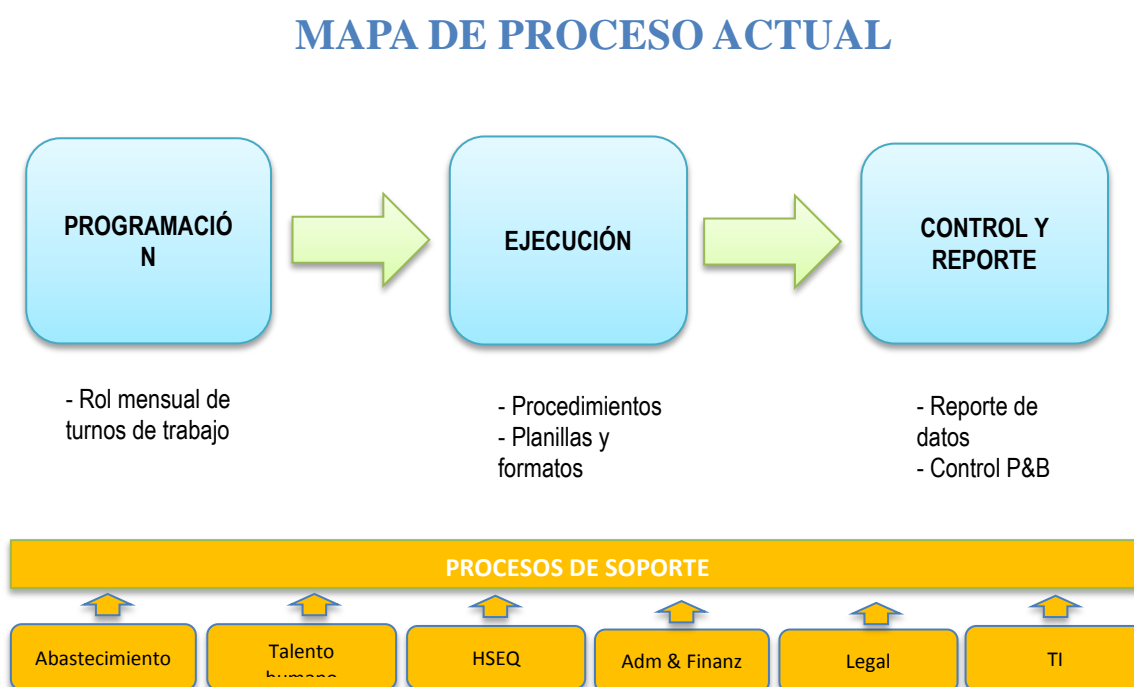 MAPA DE PROCESO ACTUAL
PROGRAMACIÓ
N
EJECUCIÓN
CONTROL Y
REPORTE
- Rol mensual de
turnos de trabajo
- Procedimientos
- Planillas y
formatos
- Reporte de
datos
- Control P&B
PROCESOS DE SOPORTE
Abastecimiento
Talento
humano
HSEQ
Adm & Finanz
Legal
TI